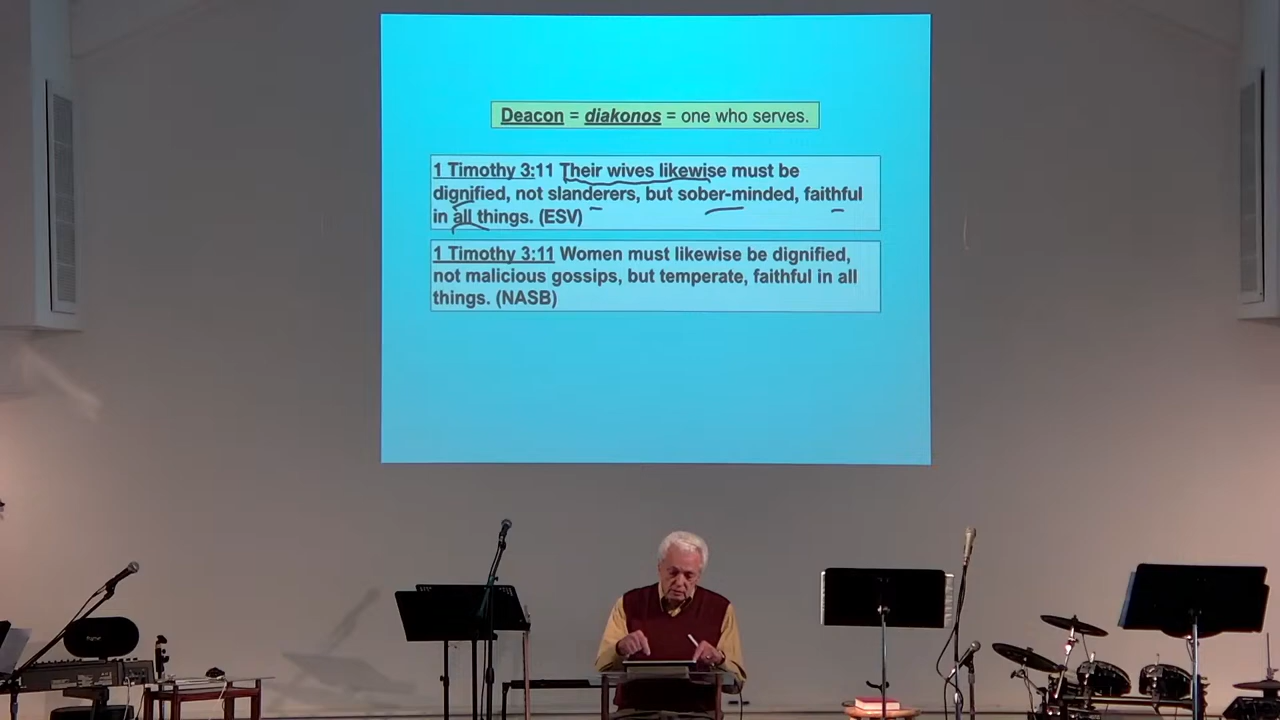 Deacon = diakonos = one who serves.
1 Timothy 3:11 Their wives likewise must be
dignified, not slanderers, but sober-minded, faithful
in all things. (ESV)
1 Timothy 3:11 Women must likewise be dignified,
not malicious gossips, but temperate, faithful in all
things. (NASB)